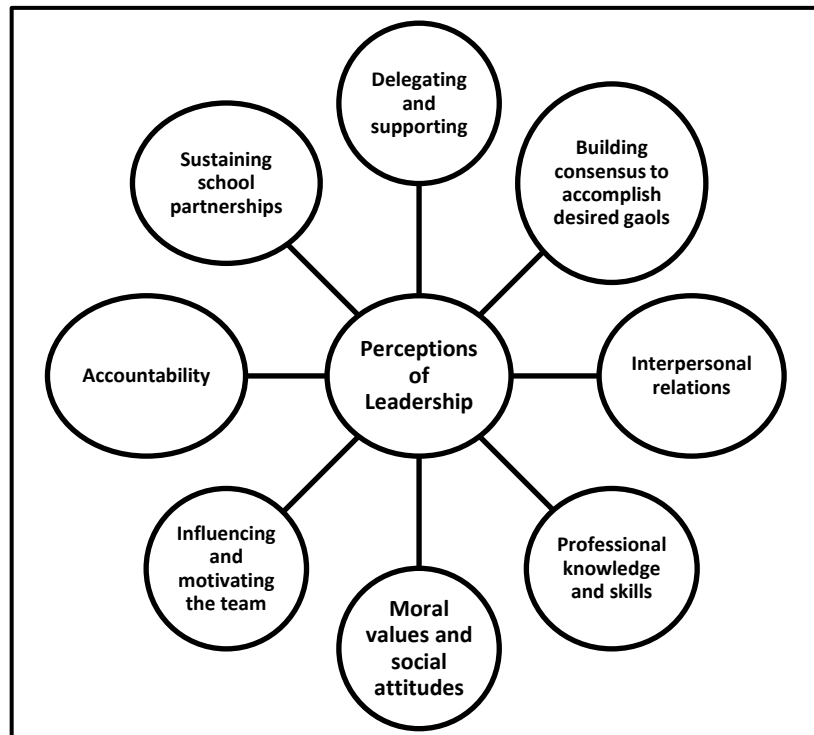 Delegating
and
supporting
Building
consensus to
accomplish
desired gaols
Sustaining
school
partnerships
Perceptions
of
Leadership
Interpersonal
relations
Accountability
Influencing
and
motivating
the team
Professional
knowledge
and skills
Moral
values and
social
attitudes